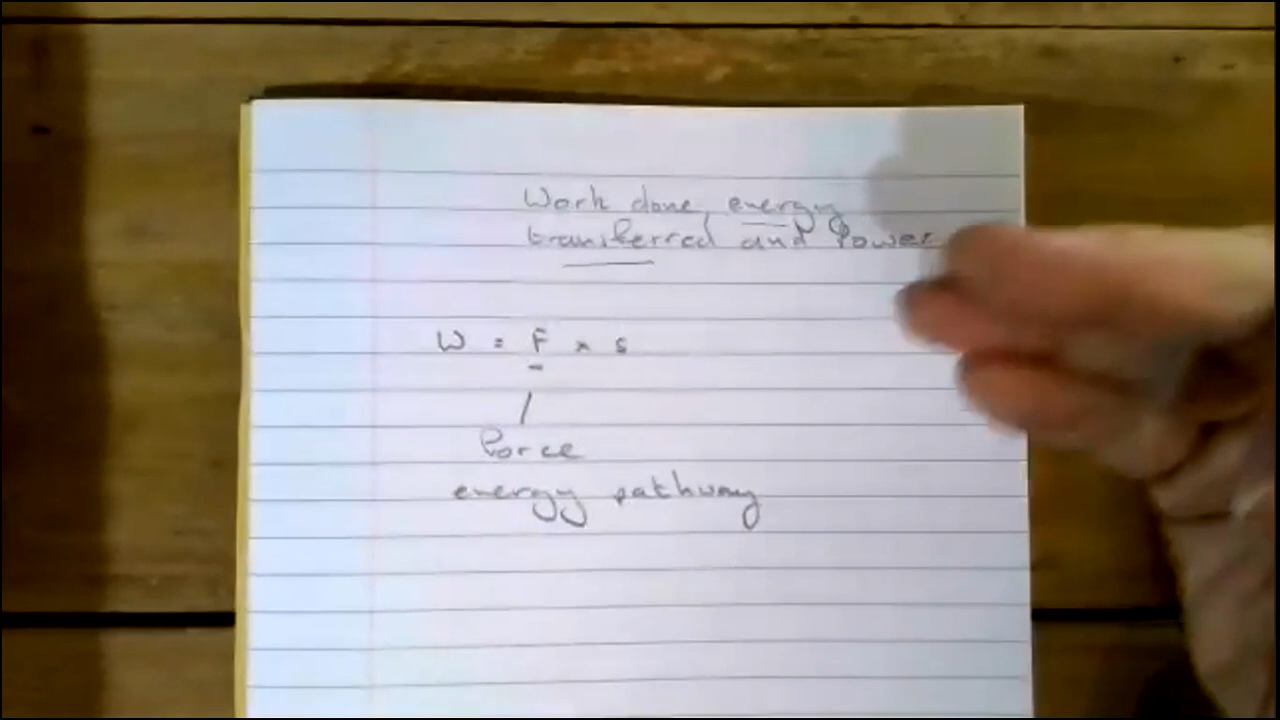 Work done, energy
transferred and Power
W = F × s
Force
energy pathway